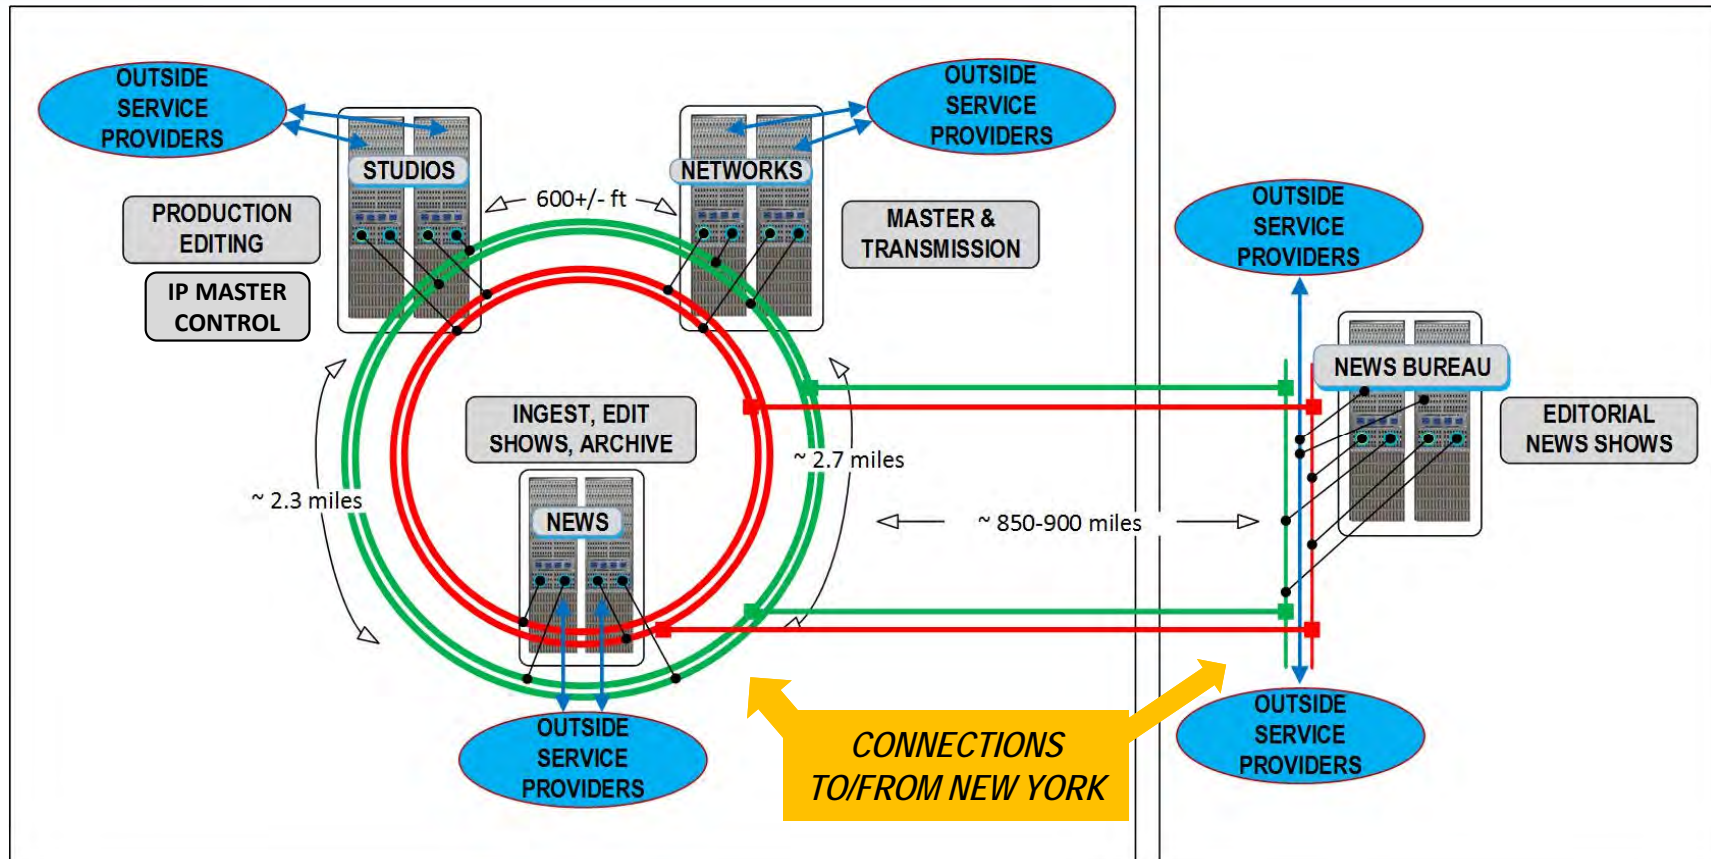 OUTSIDE
SERVICE
PROVIDERS
STUDIOS
PRODUCTION
EDITING
IP MASTER
CONTROL
600+/- ft
NETWORKS
OUTSIDE
SERVICE
PROVIDERS
MASTER &
TRANSMISSION
INGEST, EDIT
SHOWS, ARCHIVE
~ 2.3 miles
~ 2.7 miles
NEWS
OUTSIDE
SERVICE
PROVIDERS
~ 850-900 miles
CONNECTIONS
TO/FROM NEW YORK
OUTSIDE
SERVICE
PROVIDERS
NEWS BUREAU
EDITORIAL
NEWS SHOWS
OUTSIDE
SERVICE
PROVIDERS